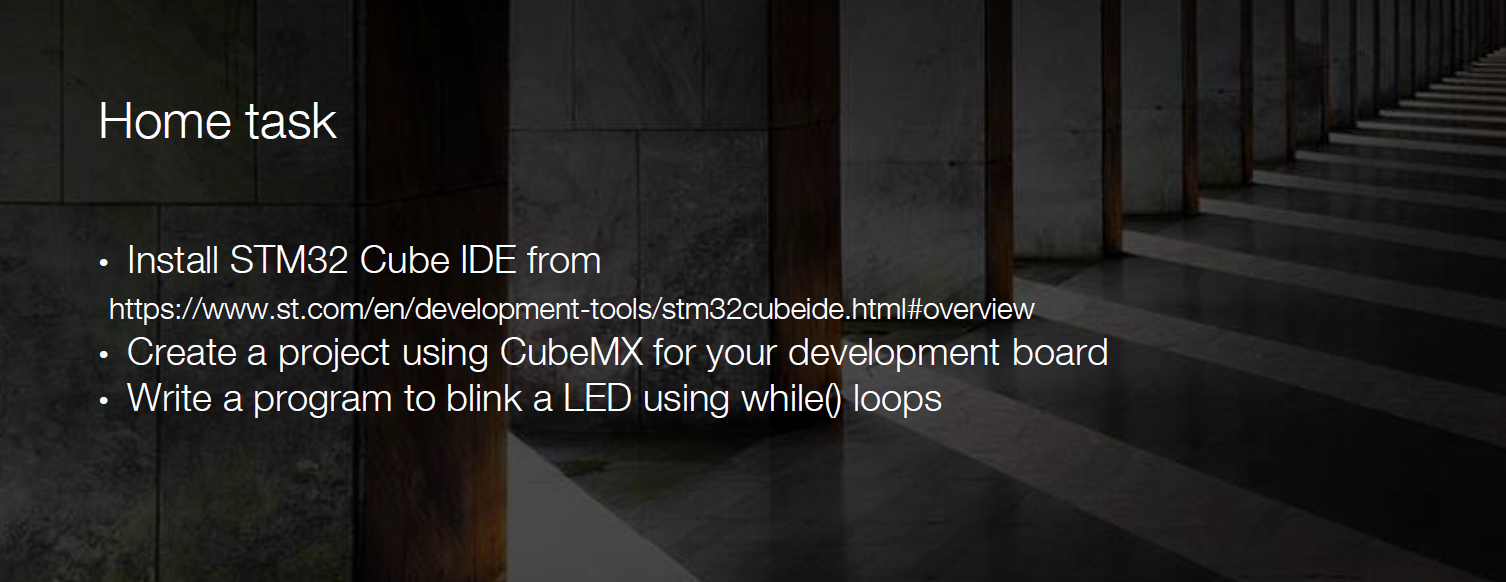 Home task
• Install STM32 Cube IDE from
https://www.st.com/en/development-tools/stm32cubeide.html#overview
• Create a project using CubeMX for your development board
• Write a program to blink a LED using while() loops